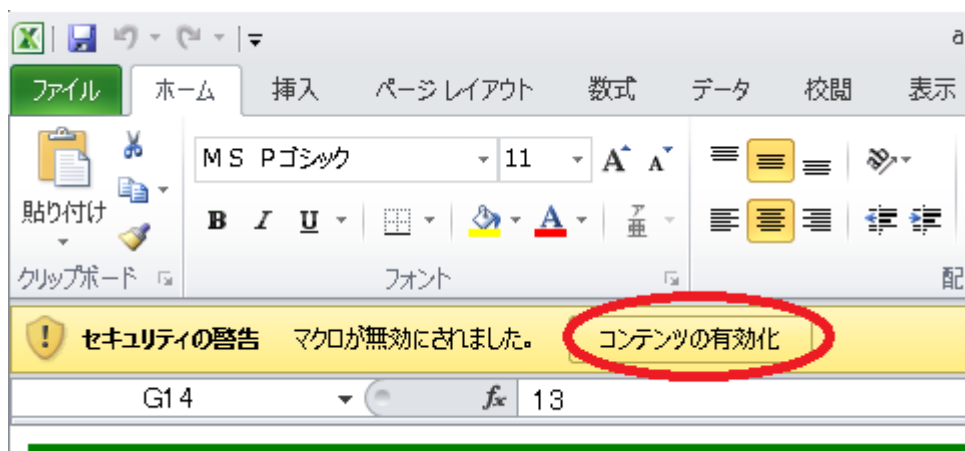 a
ファイル ホーム 挿入 ページ レイアウト 数式 データ 校閲 表示
MS Pゴシック 11 A A
貼り付け B I U A ア亜
クリップボード フォント 配
セキュリティの警告 マクロが無効にされました。 コンテンツの有効化
G14 fx 13